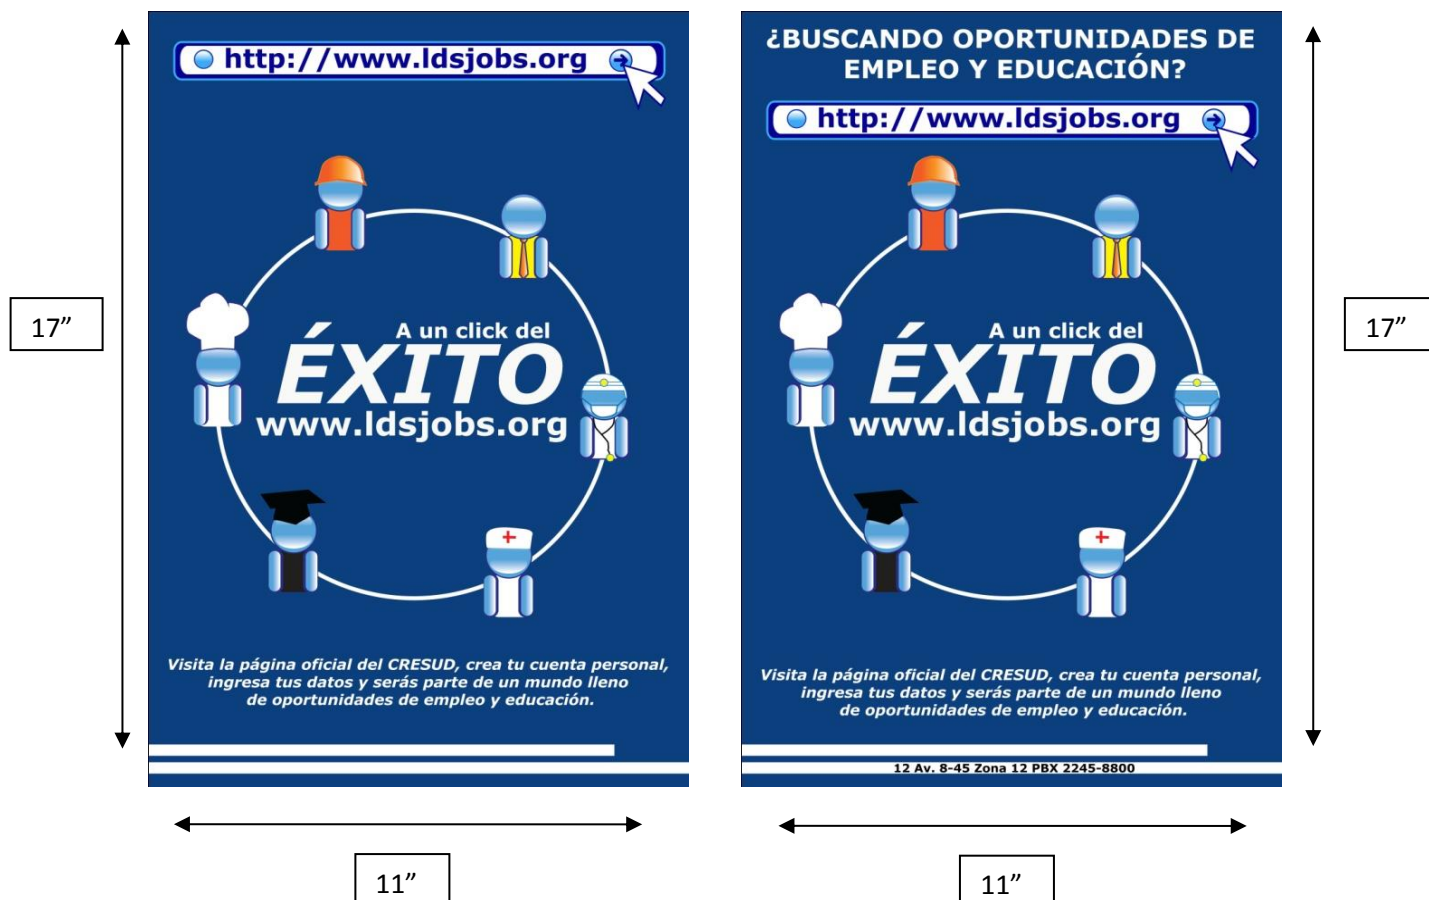 http://www.ldsjobs.org
17”
A un click del
ÉXITO
www.ldsjobs.org
Visita la página oficial del CRESUD, crea tu cuenta personal,
ingresa tus datos y serás parte de un mundo lleno
de oportunidades de empleo y educación.
11”
¿BUSCANDO OPORTUNIDADES DE
EMPLEO Y EDUCACIÓN?
http://www.ldsjobs.org
A un click del
ÉXITO
www.ldsjobs.org
17”
Visita la página oficial del CRESUD, crea tu cuenta personal,
ingresa tus datos y serás parte de un mundo lleno
de oportunidades de empleo y educación.
12 Av. 8-45 Zona 12 PBX 2245-8800
11”